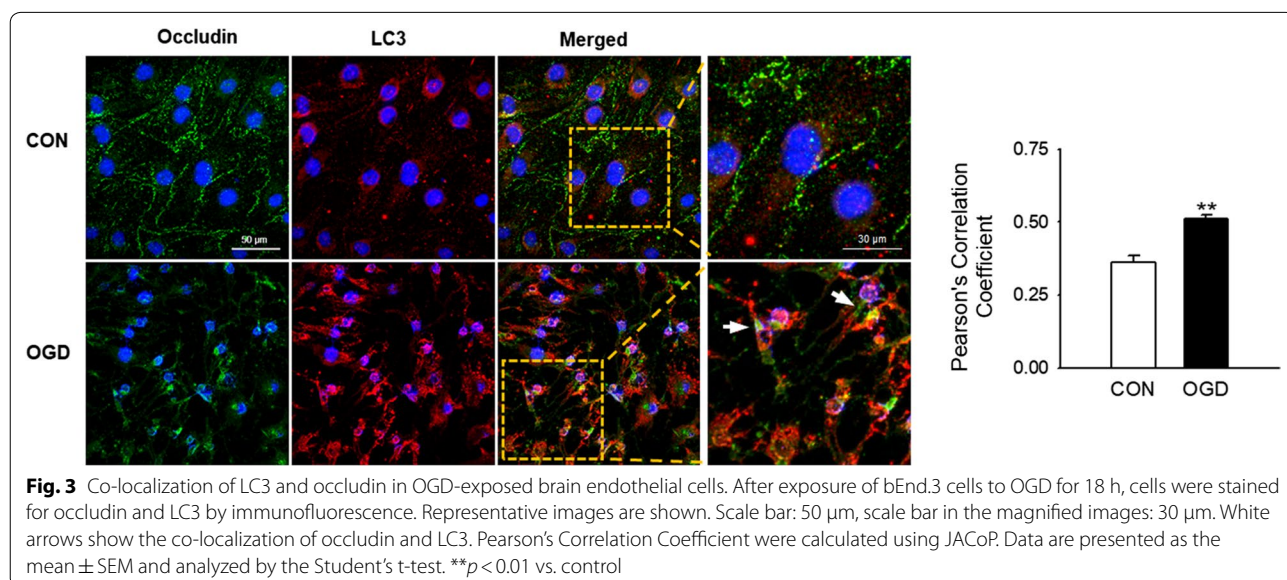 Occludin LC3 Merged
CON
50 µm
30 µm
OGD
Pearson's Correlation
Coefficient
0.75
0.50
0.25
0.00
**
CON OGD
Fig. 3 Co-localization of LC3 and occludin in OGD-exposed brain endothelial cells. After exposure of bEnd.3 cells to OGD for 18 h, cells were stained
for occludin and LC3 by immunofluorescence. Representative images are shown. Scale bar: 50 µm, scale bar in the magnified images: 30 µm. White
arrows show the co-localization of occludin and LC3. Pearson’s Correlation Coefficient were calculated using JACoP. Data are presented as the
mean ± SEM and analyzed by the Student’s t-test. **p < 0.01 vs. control